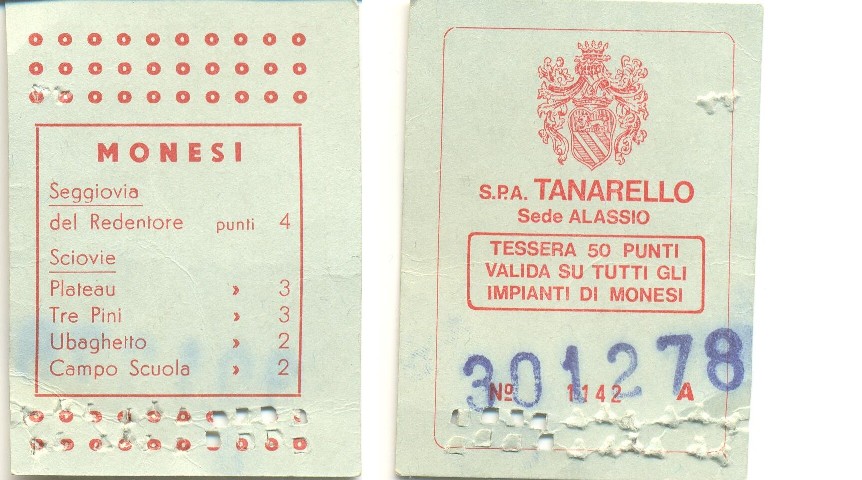 MONESI
Seggiovia
del Redentore punti 4
Sciovie
Plateau » 3
Tre Pini » 3
Ubaghetto » 2
Campo Scuola » 2
S.P.A. TANARELLO
Sede ALASSIO
TESSERA 50 PUNTI
VALIDA SU TUTTI GLI
IMPIANTI DI MONESI
301278
Nº 1142 A